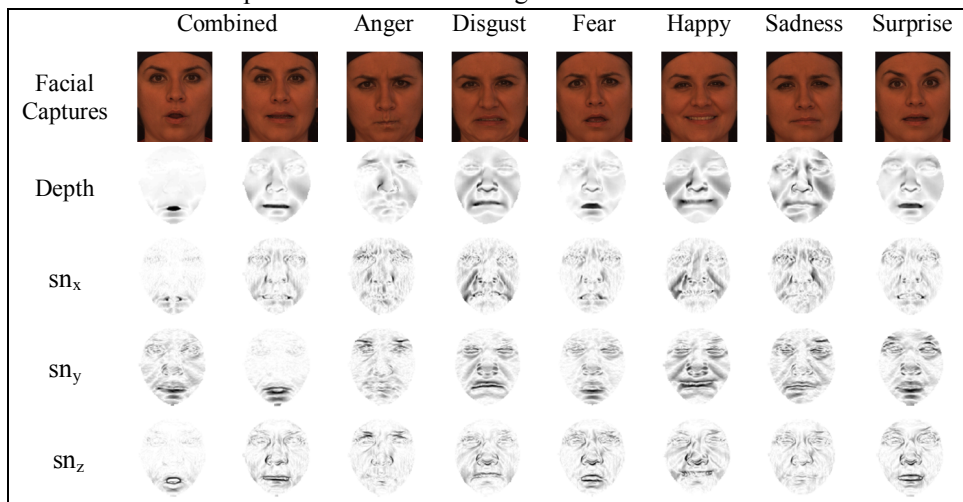 Combined Anger Disgust Fear Happy Sadness Surprise
Facial
Captures
Depth
snx
sny
snz